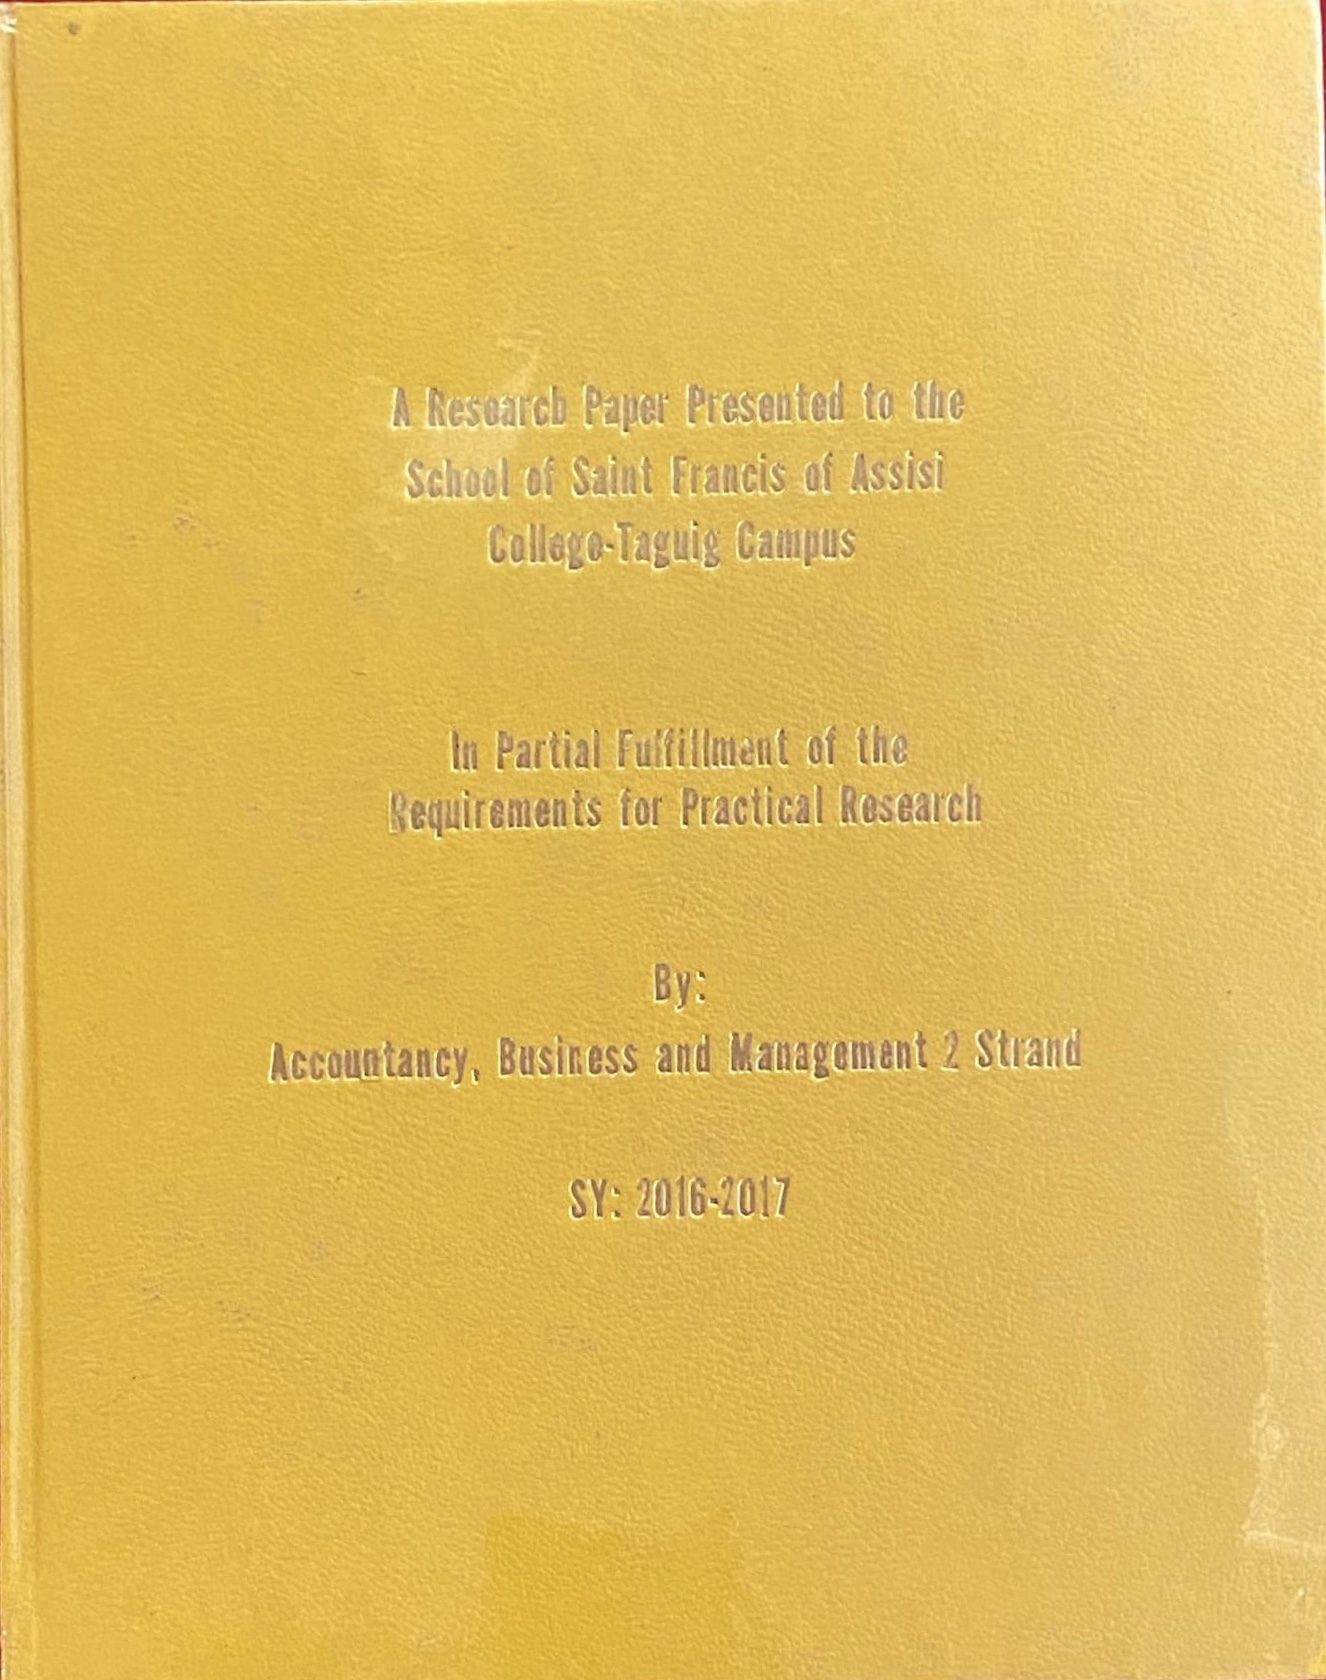 A Research Paper Presented to the
School of Saint Francis of Assisi
College-Taguig Campus
In Partial Fulfillment of the
Requirements for Practical Research
By:
Accountancy, Business and Management 2 Strand
SY: 2016-2017